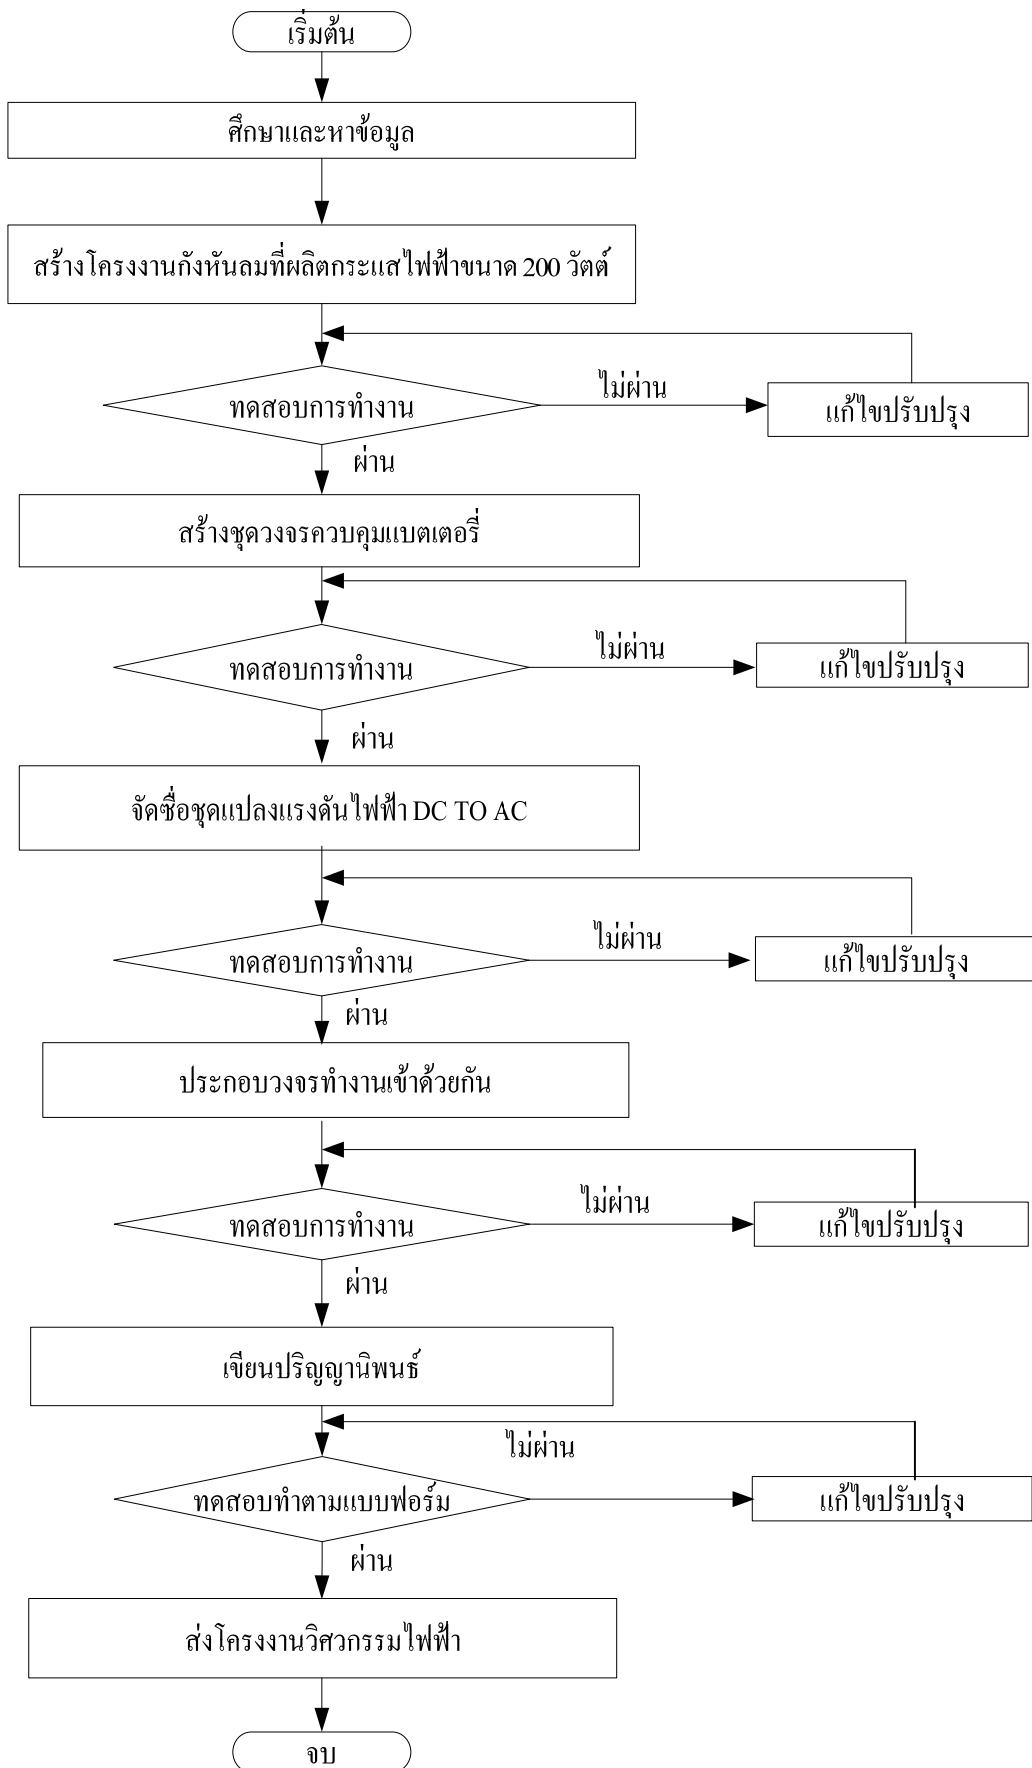 เริ่มต้น
ศึกษาและหาข้อมูล
สร้างโครงงานกังหันลมที่ผลิตกระแสไฟฟ้าขนาด 200 วัตต์
ทดสอบการทำงาน
ไม่ผ่าน
แก้ไขปรับปรุง
ผ่าน
สร้างชุดวงจรควบคุมแบตเตอรี่
ทดสอบการทำงาน
ไม่ผ่าน
แก้ไขปรับปรุง
ผ่าน
จัดซื่อชุดแปลงแรงดันไฟฟ้า DC TO AC
ทดสอบการทำงาน
ไม่ผ่าน
แก้ไขปรับปรุง
ผ่าน
ประกอบวงจรทำงานเข้าด้วยกัน
ทดสอบการทำงาน
ไม่ผ่าน
แก้ไขปรับปรุง
ผ่าน
เขียนปริญญานิพนธ์
ไม่ผ่าน
ทดสอบทำตามแบบฟอร์ม
แก้ไขปรับปรุง
ผ่าน
ส่งโครงงานวิศวกรรมไฟฟ้า
จบ